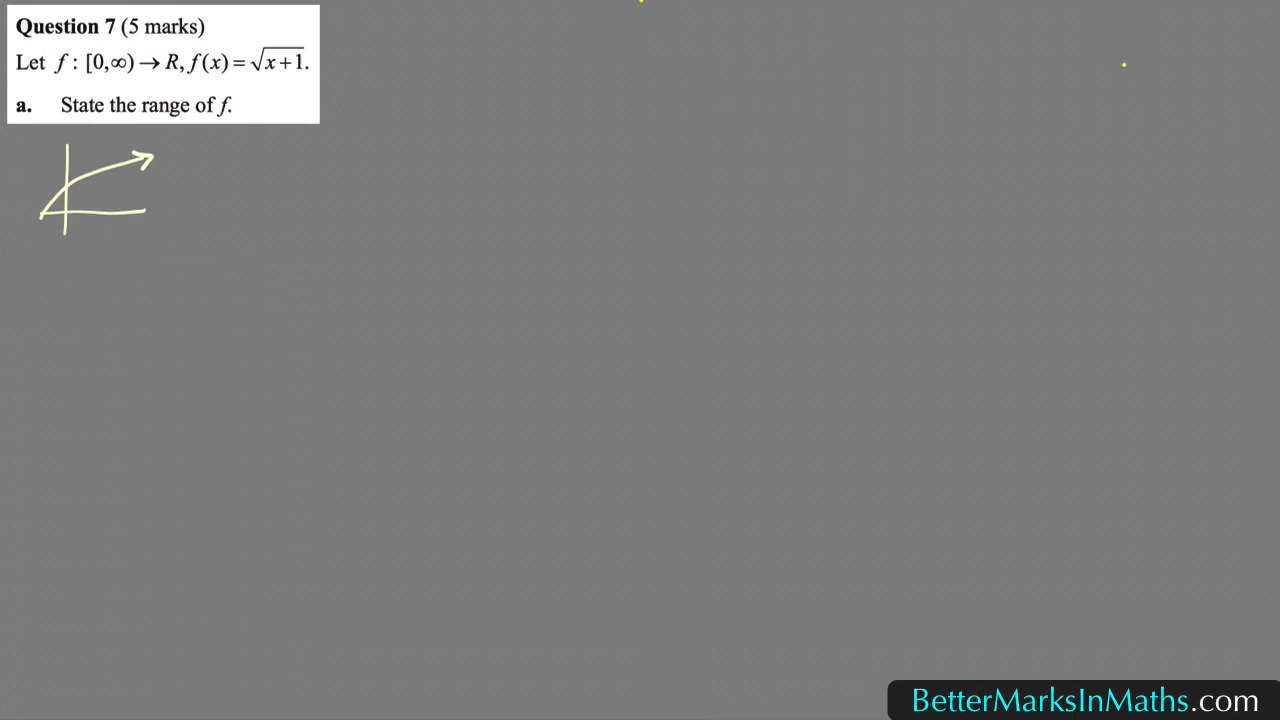 Question 7 (5 marks)
Let f : [0,∞) → R, f(x) = √x+1.
a. State the range of f.
BetterMarksInMaths.com